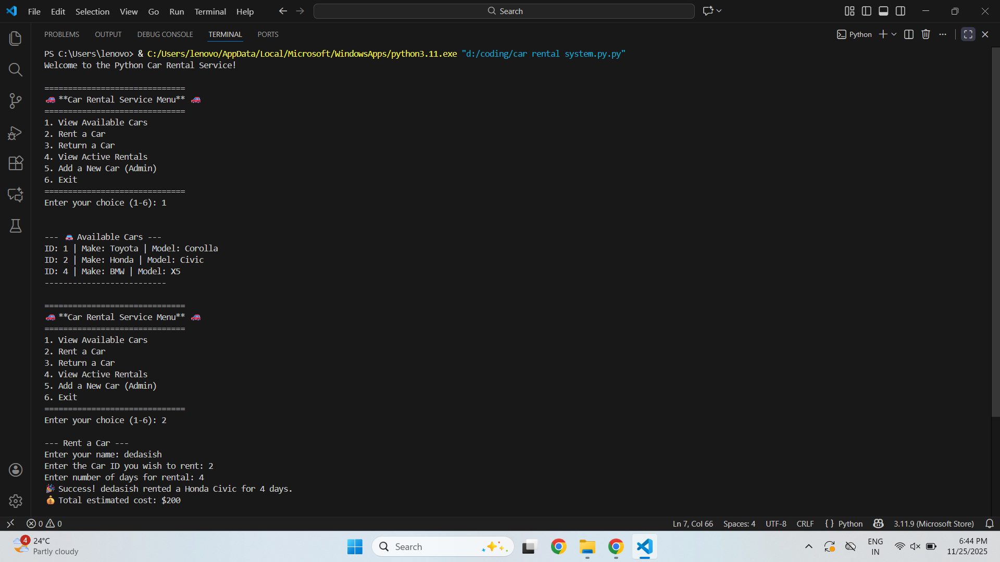 File Edit Selection View Go Run Terminal Help Search
PROBLEMS OUTPUT DEBUG CONSOLE TERMINAL PORTS Python
PS C:\Users\lenovo> & C:/Users/lenovo/AppData/Local/Microsoft/WindowsApps/python3.11.exe "d:/coding/car rental system.py.py"
Welcome to the Python Car Rental Service!
==============================
🚗 **Car Rental Service Menu** 🚗
==============================
1. View Available Cars
2. Rent a Car
3. Return a Car
4. View Active Rentals
5. Add a New Car (Admin)
6. Exit
==============================
Enter your choice (1-6): 1
--- 🚘 Available Cars ---
ID: 1 | Make: Toyota | Model: Corolla
ID: 2 | Make: Honda | Model: Civic
ID: 4 | Make: BMW | Model: X5
--------------------------
==============================
🚗 **Car Rental Service Menu** 🚗
==============================
1. View Available Cars
2. Rent a Car
3. Return a Car
4. View Active Rentals
5. Add a New Car (Admin)
6. Exit
==============================
Enter your choice (1-6): 2
--- Rent a Car ---
Enter your name: dedasish
Enter the Car ID you wish to rent: 2
Enter number of days for rental: 4
🎉 Success! dedasish rented a Honda Civic for 4 days.
💰 Total estimated cost: $200
0 0 Ln 7, Col 66 Spaces: 4 UTF-8 CRLF {} Python 3.11.9 (Microsoft Store)
4 24°C
Partly cloudy
Search
ENG
IN
6:44 PM
11/25/2025